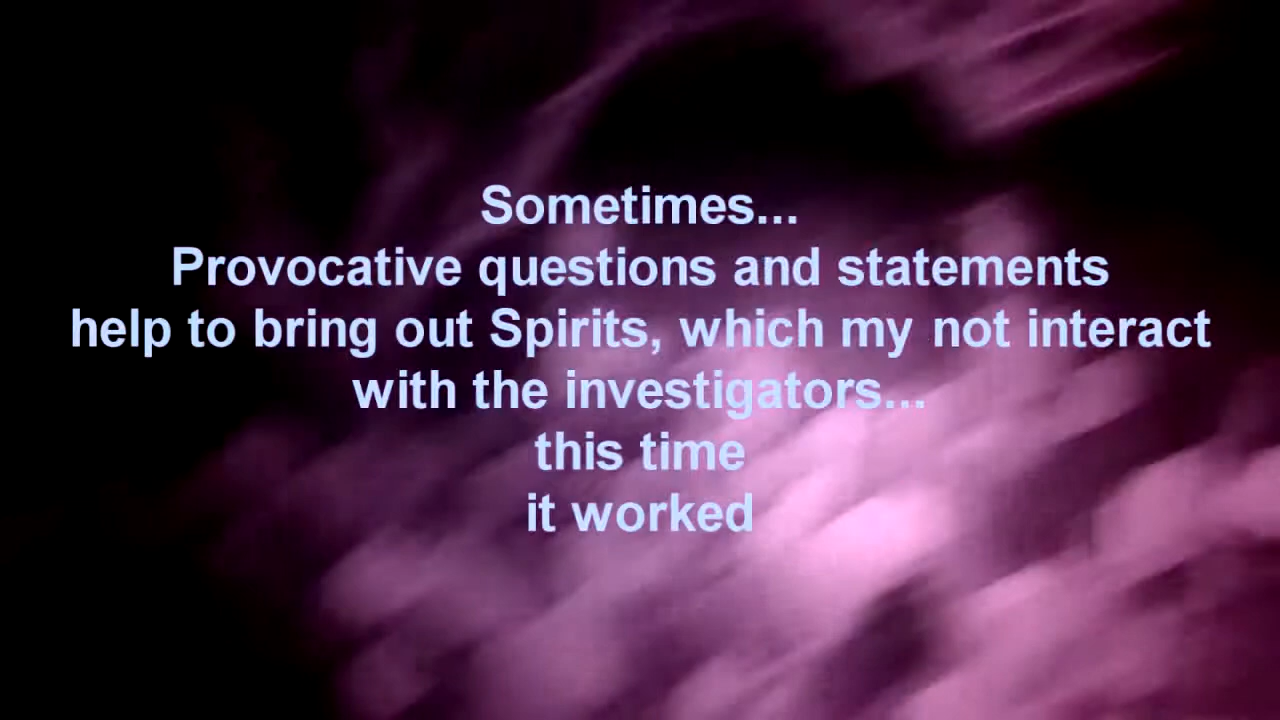 Sometimes...
Provocative questions and statements
help to bring out Spirits, which my not interact
with the investigators...
this time
it worked